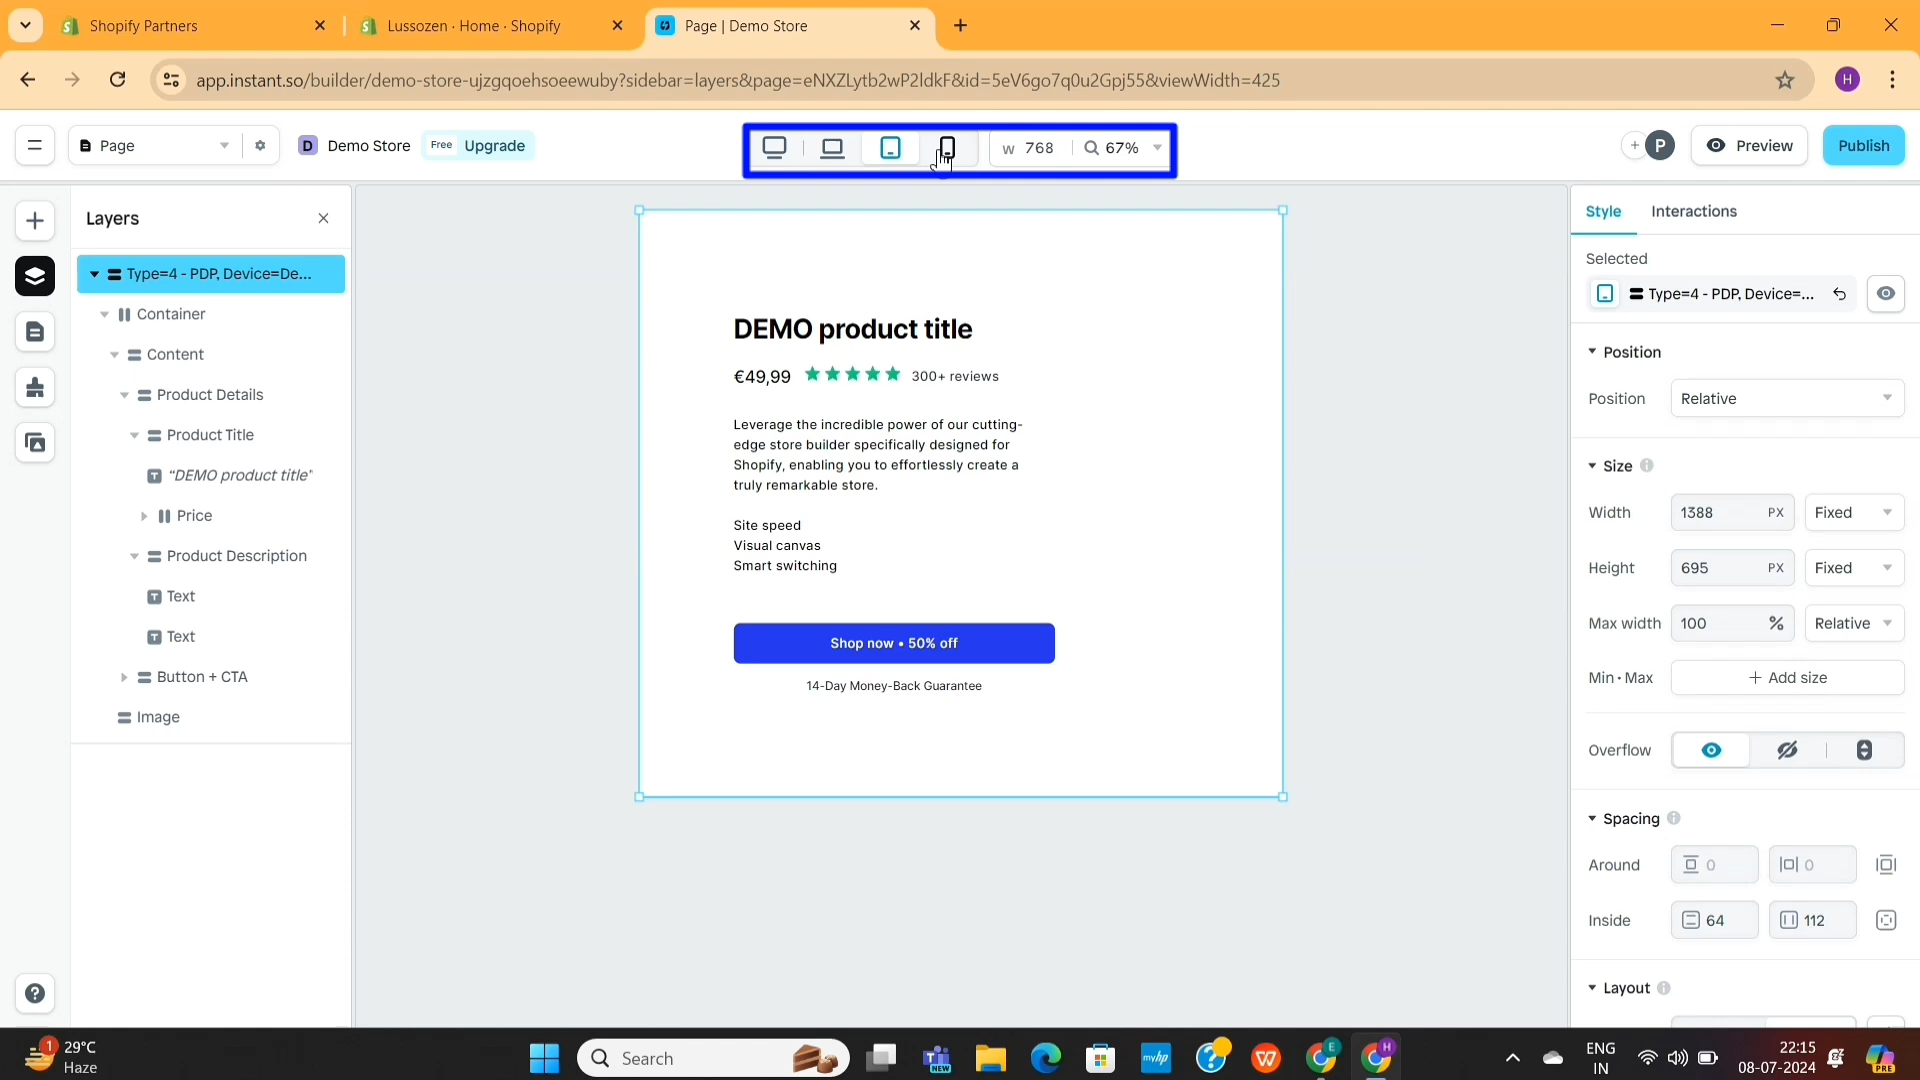 Shopify Partners
Lussozen · Home · Shopify
Page | Demo Store
app.instant.so/builder/demo-store-ujzgqoehsoeewuby?sidebar=layers&page=eNXZLytb2wP2ldkF&id=5eV6go7q0u2Gpj55&viewWidth=425
H
Page
D Demo Store
Free Upgrade
W 768
67%
P
Preview
Publish
Layers
Type=4 - PDP, Device=De...
Container
Content
Product Details
Product Title
T "DEMO product title"
Price
Product Description
T Text
T Text
Button + CTA
Image
DEMO product title
€49,99
300+ reviews
Leverage the incredible power of our cutting-
edge store builder specifically designed for
Shopify, enabling you to effortlessly create a
truly remarkable store.
Site speed
Visual canvas
Smart switching
Shop now • 50% off
14-Day Money-Back Guarantee
Style
Interactions
Selected
Type=4 - PDP, Device=...
Position
Position
Relative
Size
Width
1388 PX
Fixed
Height
695 PX
Fixed
Max width
100 %
Relative
Min • Max
+ Add size
Overflow
Spacing
Around
0
0
Inside
64
112
Layout
1
29°C
Haze
Search
NEW
myhp
?
W
E
H
ENG
IN
22:15
08-07-2024
PRE